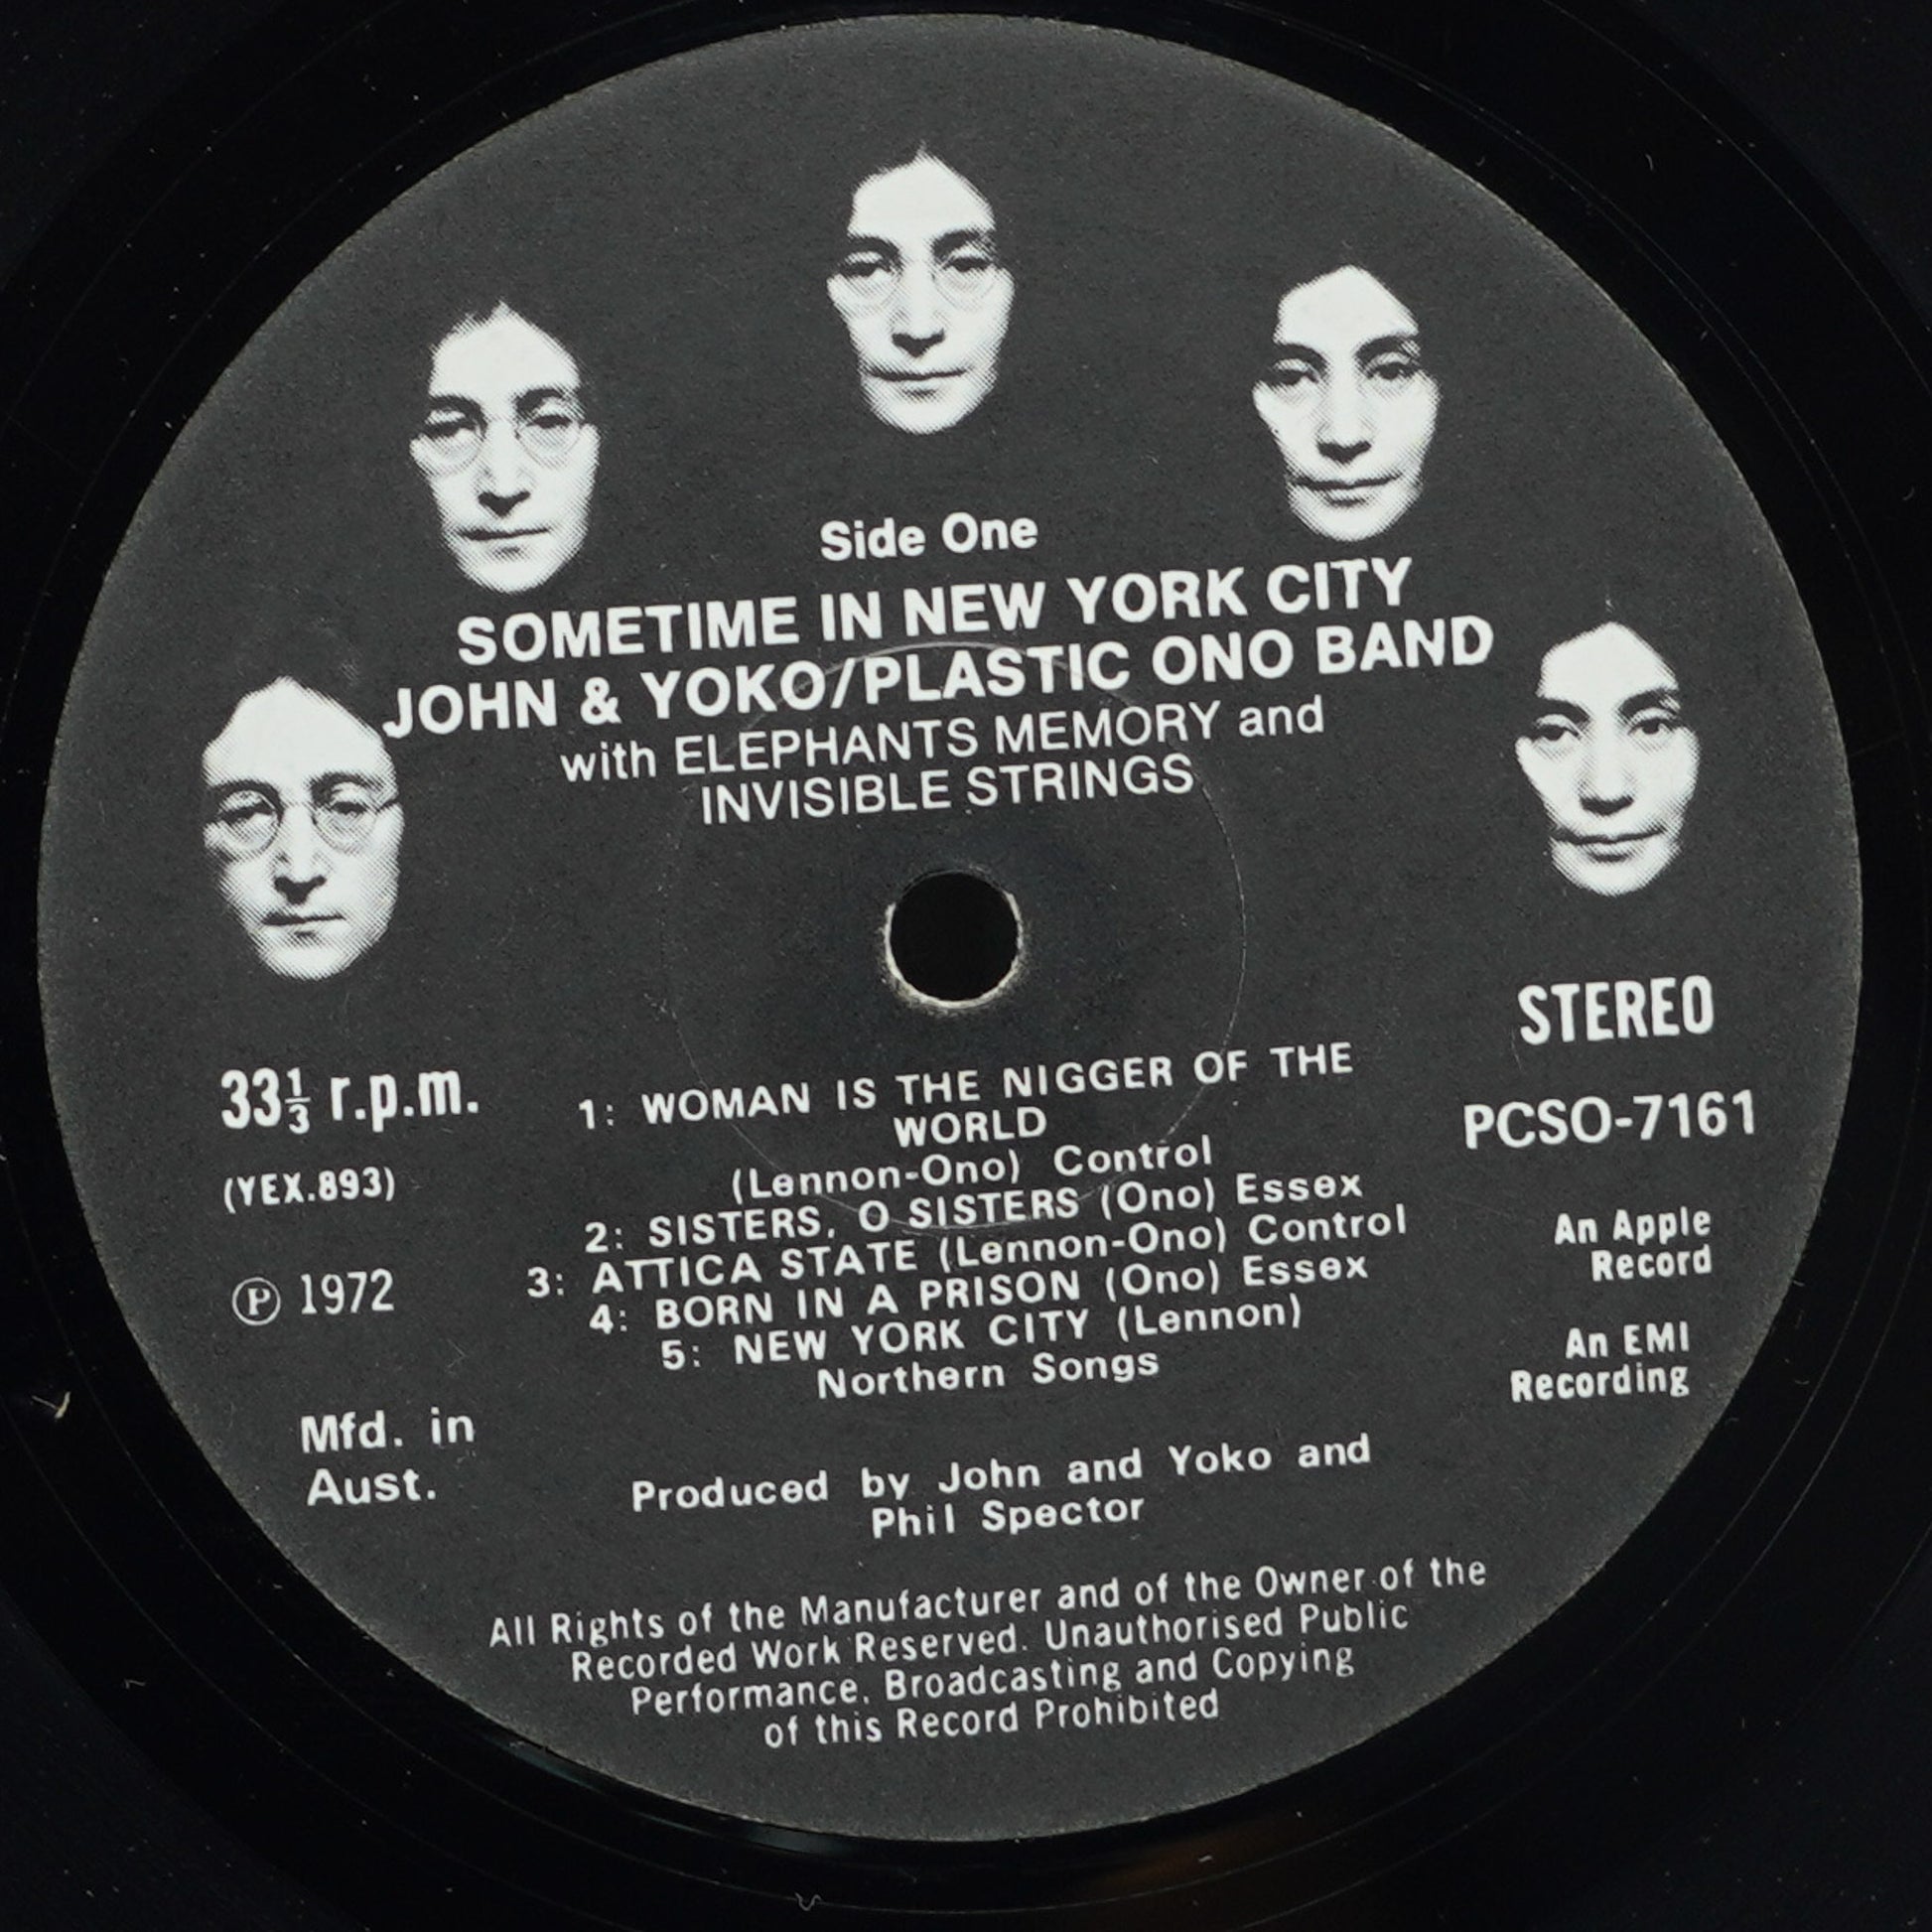 Side One
SOMETIME IN NEW YORK CITY
JOHN & YOKO/PLASTIC ONO BAND
with ELEPHANTS MEMORY and
INVISIBLE STRINGS
STEREO
33⅓ r.p.m.
PCSO-7161
(YEX.893)
℗ 1972
1: WOMAN IS THE NIGGER OF THE
WORLD
(Lennon-Ono) Control
2: SISTERS, O SISTERS (Ono) Essex
3: ATTICA STATE (Lennon-Ono) Control
4: BORN IN A PRISON (Ono) Essex
5: NEW YORK CITY (Lennon)
Northern Songs
An Apple
Record
An EMI
Recording
Mfd. in
Aust.
Produced by John and Yoko and
Phil Spector
All Rights of the Manufacturer and of the Owner of the
Recorded Work Reserved. Unauthorised Public
Performance, Broadcasting and Copying
of this Record Prohibited